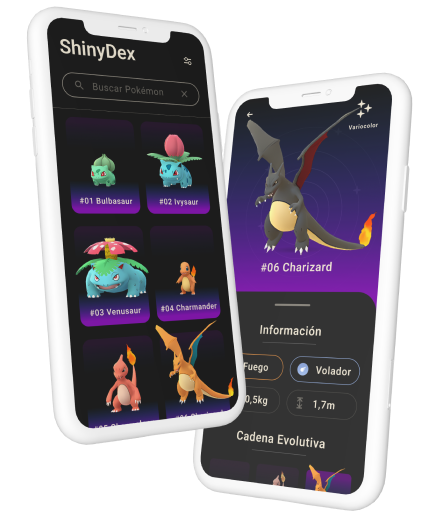 ShinyDex
Buscar Pokémon
#01 Bulbasaur
#02 Ivysaur
#03 Venusaur
#04 Charmander
Variocolor
#06 Charizard
Información
Fuego
Volador
0,5kg
1,7m
Cadena Evolutiva